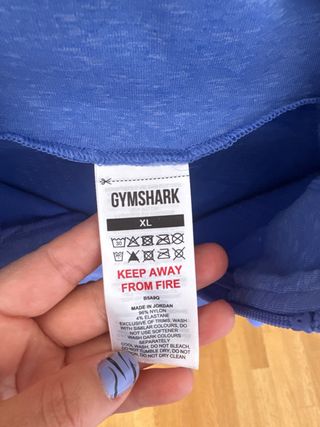 GYMSHARK
XL
KEEP AWAY
FROM FIRE
B5A9Q
MADE IN JORDAN
96% NYLON
4% ELASTANE
EXCLUSIVE OF TRIMS. WASH
WITH SIMILAR COLOURS, DO
NOT USE SOFTENER
WASH DARK COLOURS
SEPARATELY
COOL WASH, DO NOT BLEACH,
DO NOT TUMBLE DRY, DO NOT
DO NOT DRY CLEAN